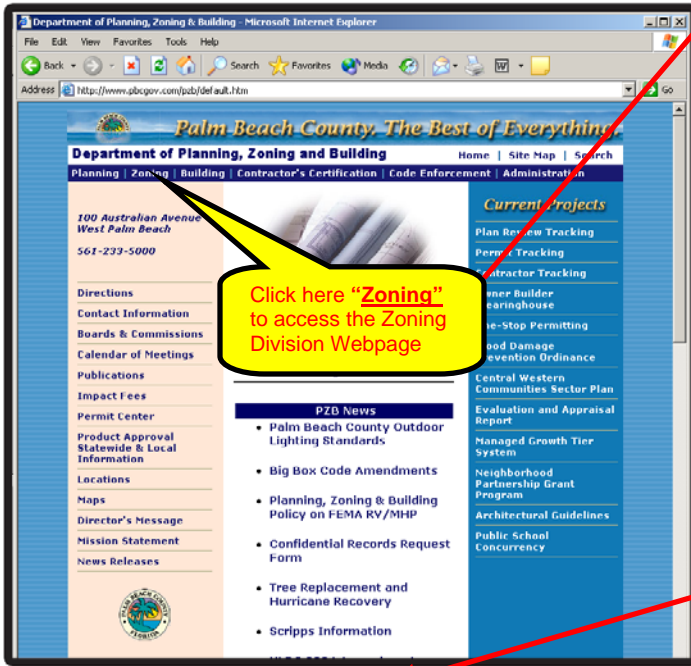 Department of Planning, Zoning & Building - Microsoft Internet Explorer
File Edit View Favorites Tools Help
Back Search Favorites Media
Address http://www.pbcgov.com/pzb/default.htm Go
Palm Beach County. The Best of Everything.
Department of Planning, Zoning and Building
Home | Site Map | Search
Planning | Zoning | Building | Contractor's Certification | Code Enforcement | Administration
100 Australian Avenue
West Palm Beach
561-233-5000
Directions
Contact Information
Boards & Commissions
Calendar of Meetings
Publications
Impact Fees
Permit Center
Product Approval
Statewide & Local
Information
Locations
Maps
Director's Message
Mission Statement
News Releases
PALM BEACH COUNTY
FLORIDA
Click here “Zoning”
to access the Zoning
Division Webpage
PZB News
• Palm Beach County Outdoor
Lighting Standards
• Big Box Code Amendments
• Planning, Zoning & Building
Policy on FEMA RV/MHP
• Confidential Records Request
Form
• Tree Replacement and
Hurricane Recovery
• Scripps Information
Current Projects
Plan Review Tracking
Permit Tracking
Contractor Tracking
Owner Builder
Clearinghouse
One-Stop Permitting
Flood Damage
Prevention Ordinance
Central Western
Communities Sector Plan
Evaluation and Appraisal
Report
Managed Growth Tier
System
Neighborhood
Partnership Grant
Program
Architectural Guidelines
Public School
Concurrency